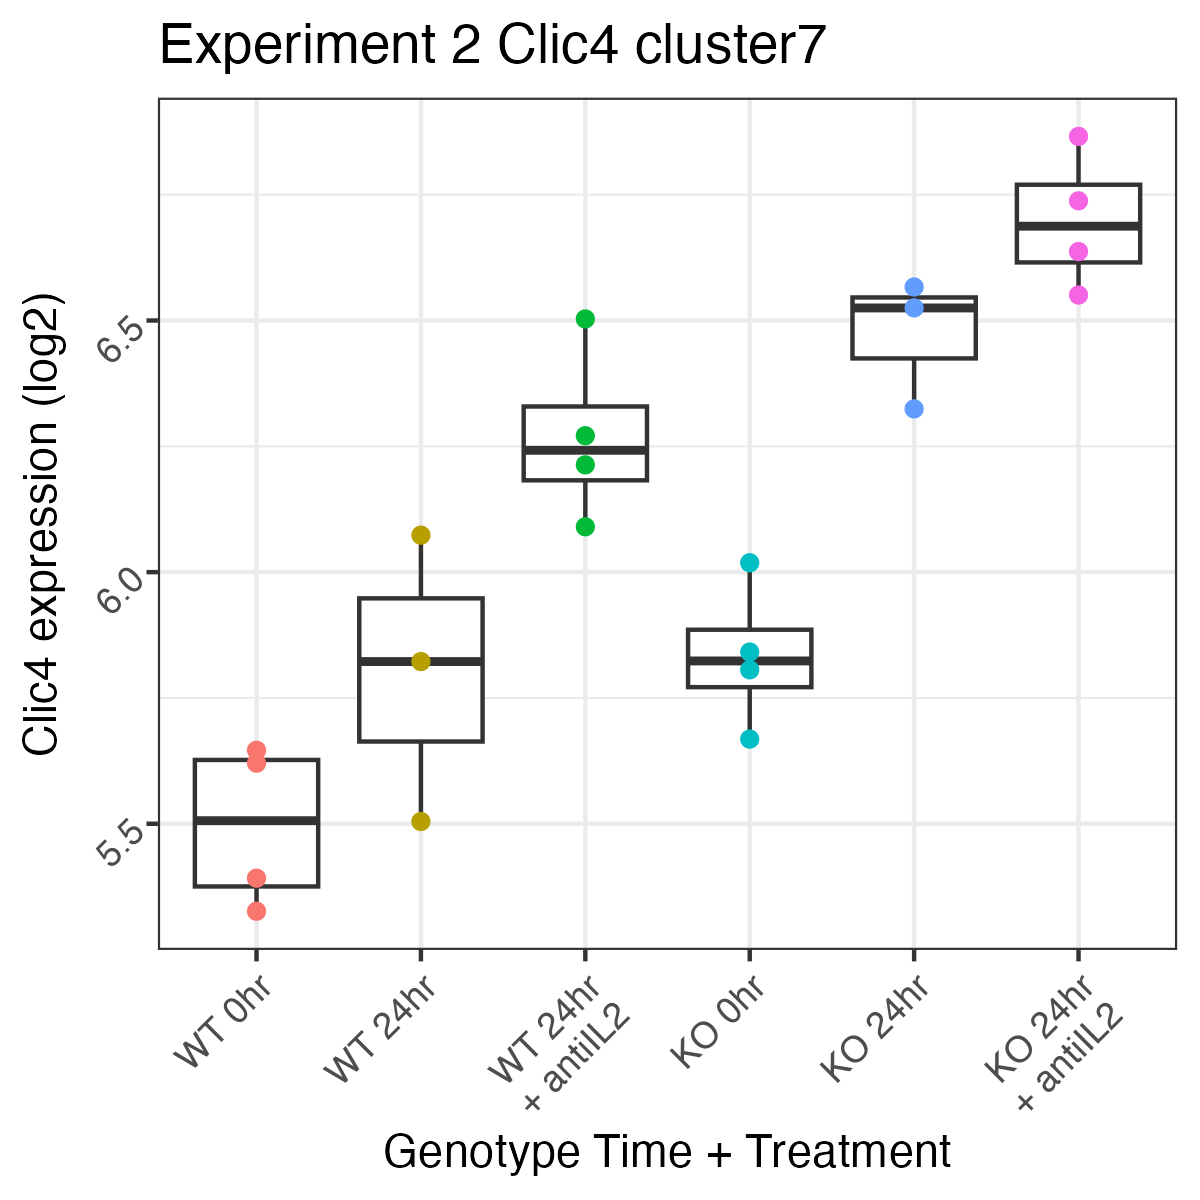 Experiment 2 Clic4 cluster7
Clic4 expression (log2)
6.5
6.0
5.5
WT 0hr
WT 24hr
WT 24hr
+ antiIL2
KO 0hr
KO 24hr
KO 24hr
+ antiIL2
Genotype Time + Treatment